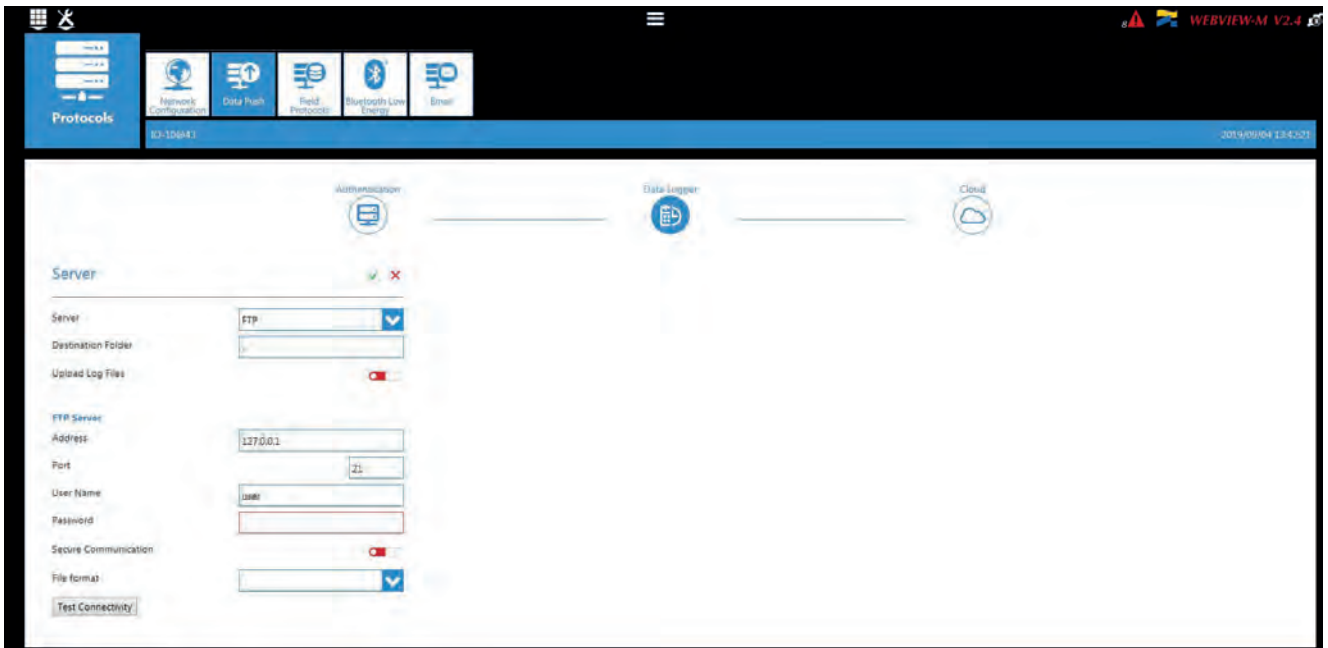 8 WEBVIEW-M V2.4
Protocols
Network Configuration
Data Push
Field Protocols
Bluetooth Low Energy
Email
Authentication
Data Logger
Cloud
Server
Server FTP
Destination Folder
Upload Log Files
FTP Server
Address 127.0.0.1
Port 21
User Name user
Password
Secure Communication
File format
Test Connectivity